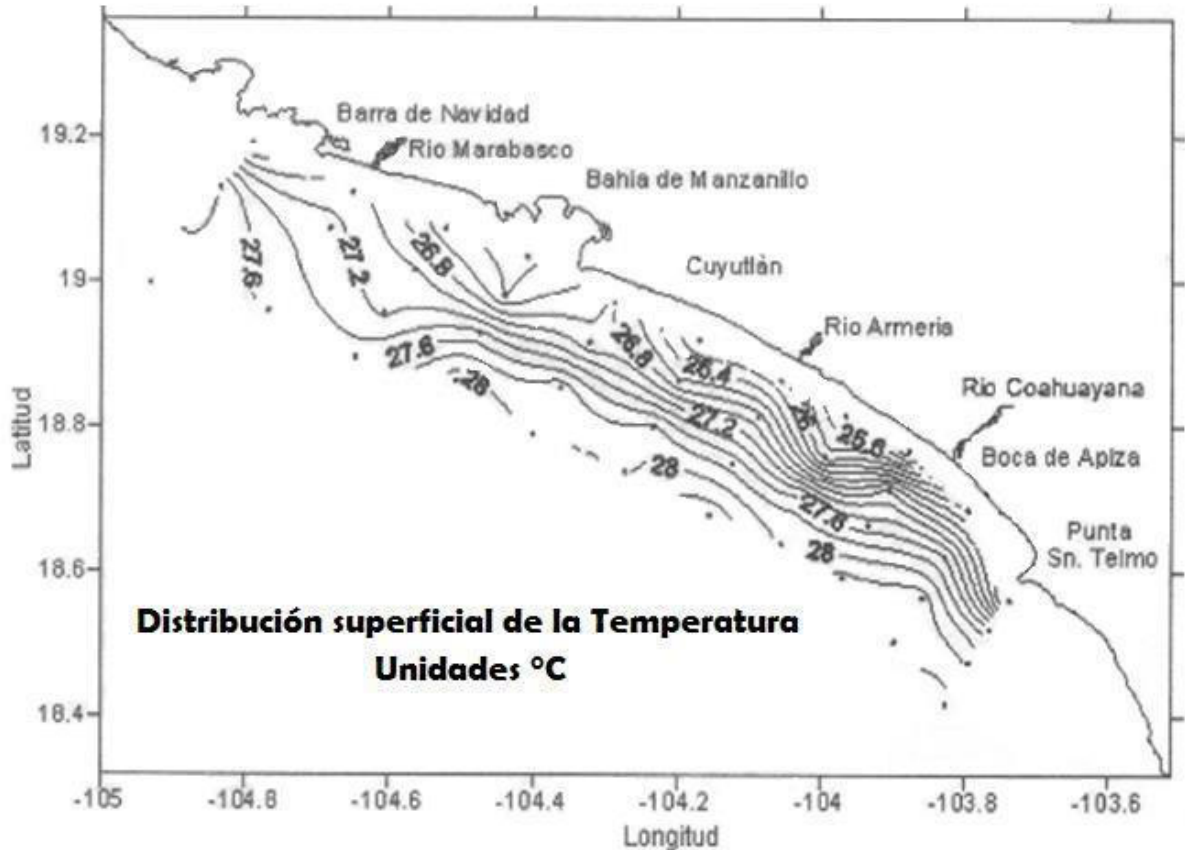 Barra de Navidad
Rio Marabasco
Bahia de Manzanillo
Cuyutlán
Rio Armeria
Rio Coahuayana
Boca de Apiza
Punta
Sn. Telmo
27.6
27.2
26.8
27.6
28
26.8
26.4
26
25.6
27.2
28
27.6
28
Distribución superficial de la Temperatura
Unidades °C
Latitud
19.2
19
18.8
18.6
18.4
-105
-104.8
-104.6
-104.4
-104.2
-104
-103.8
-103.6
Longitud